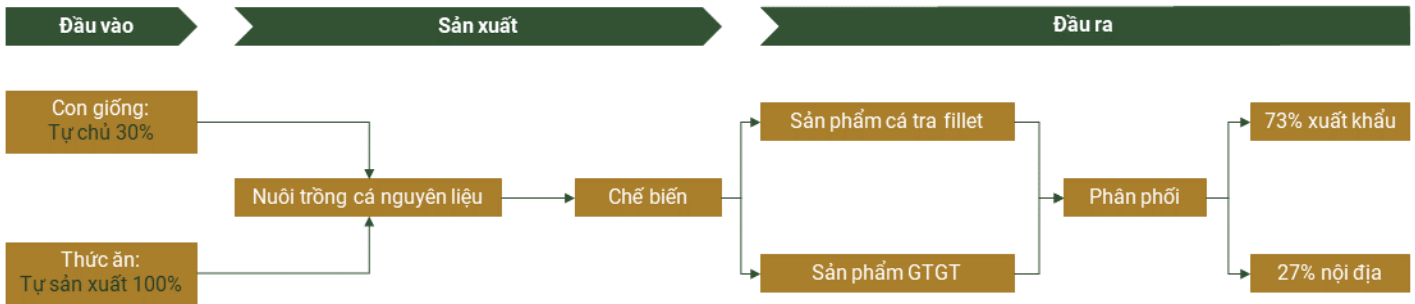 Đầu vào
Sản xuất
Đầu ra
Con giống:
Tự chủ 30%
Thức ăn:
Tự sản xuất 100%
Nuôi trồng cá nguyên liệu
Chế biến
Sản phẩm cá tra fillet
Sản phẩm GTGT
Phân phối
73% xuất khẩu
27% nội địa